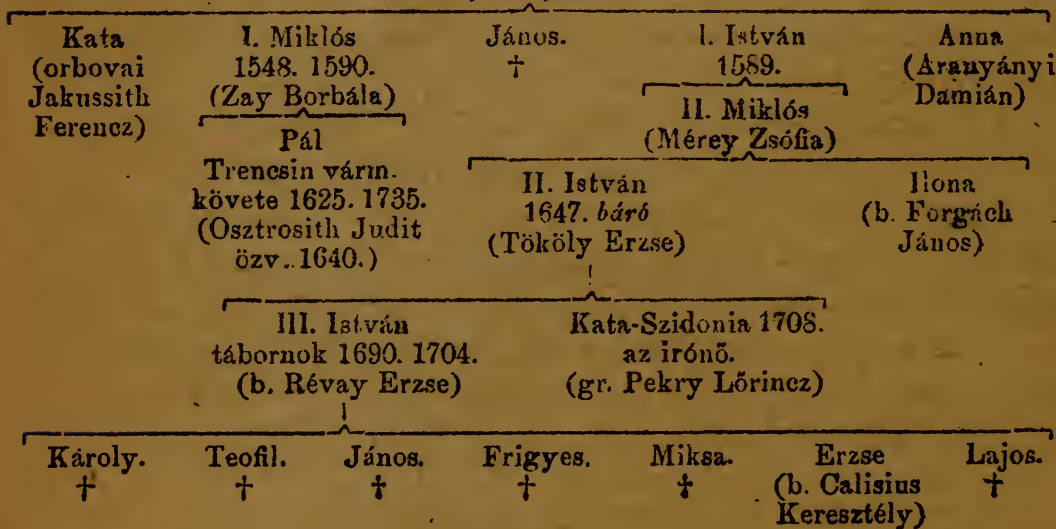 Kata
(orbovai
Jakussith
Ferencz)
I. Miklós
1548. 1590.
(Zay Borbála)
János.
†
I. István
1589.
Anna
(Aranyányi
Damián)
Pál
Trencsin várm.
követe 1625. 1735.
(Osztrosith Judit
özv. 1640.)
II. Miklós
(Mérey Zsófia)
II. István
1647. báró
(Tököly Erzse)
Ilona
(b. Forgách
János)
III. István
tábornok 1690. 1704.
(b. Révay Erzse)
Kata-Szidonia 1708.
az irónő.
(gr. Pekry Lőrincz)
Károly.
†
Teofil.
†
János.
†
Frigyes.
†
Miksa.
†
Erzse
(b. Calisius
Keresztély)
Lajos.
†